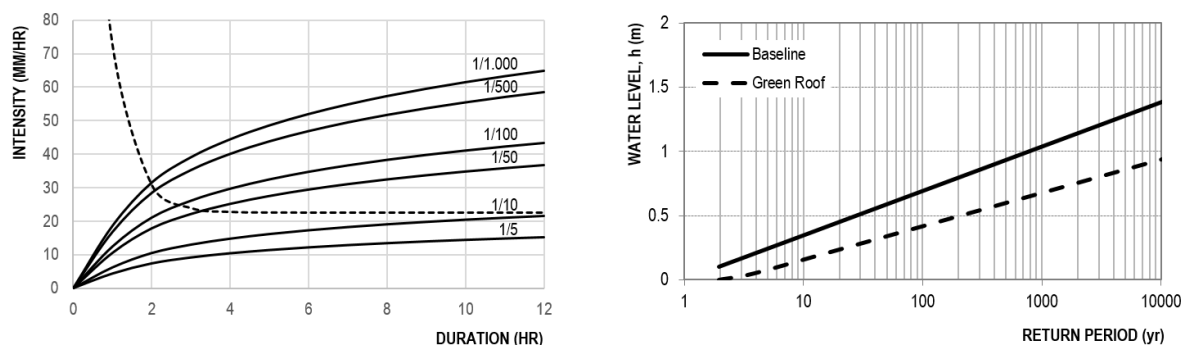 INTENSITY (MM/HR)
80
70
60
50
40
30
20
10
0
1/1.000
1/500
1/100
1/50
1/10
1/5
0 2 4 6 8 10 12
DURATION (HR)
WATER LEVEL, h (m)
2
1.5
1
0.5
0
Baseline
Green Roof
1 10 100 1000 10000
RETURN PERIOD (yr)